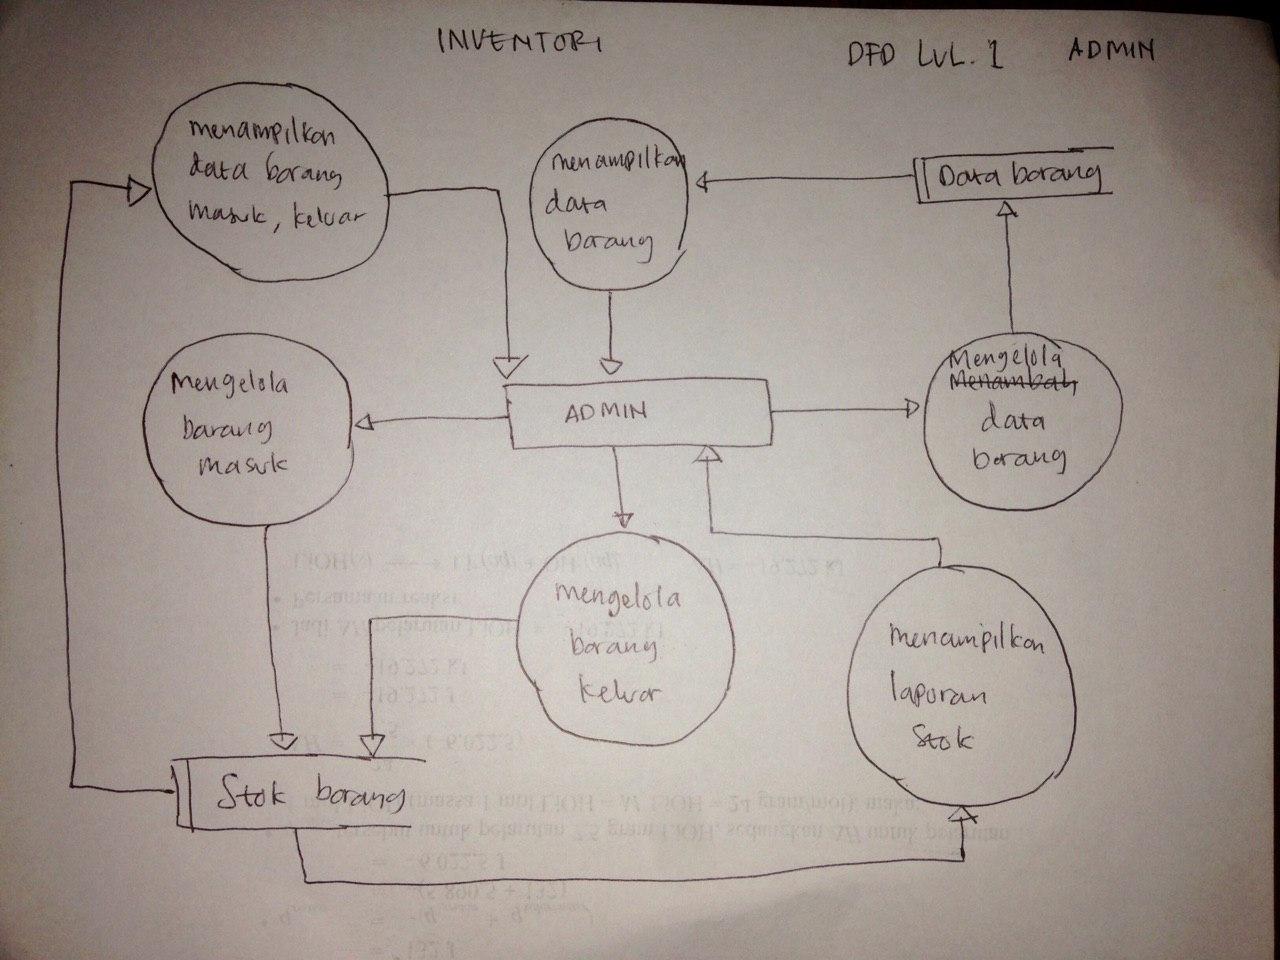 INVENTORI
DFD LVL. 1 ADMIN
menampilkan
data barang
masuk, keluar
menampilkan
data
barang
Data barang
Mengelola
barang
masuk
ADMIN
Mengelola
Menambah
data
barang
mengelola
barang
keluar
menampilkan
laporan
Stok
Stok barang